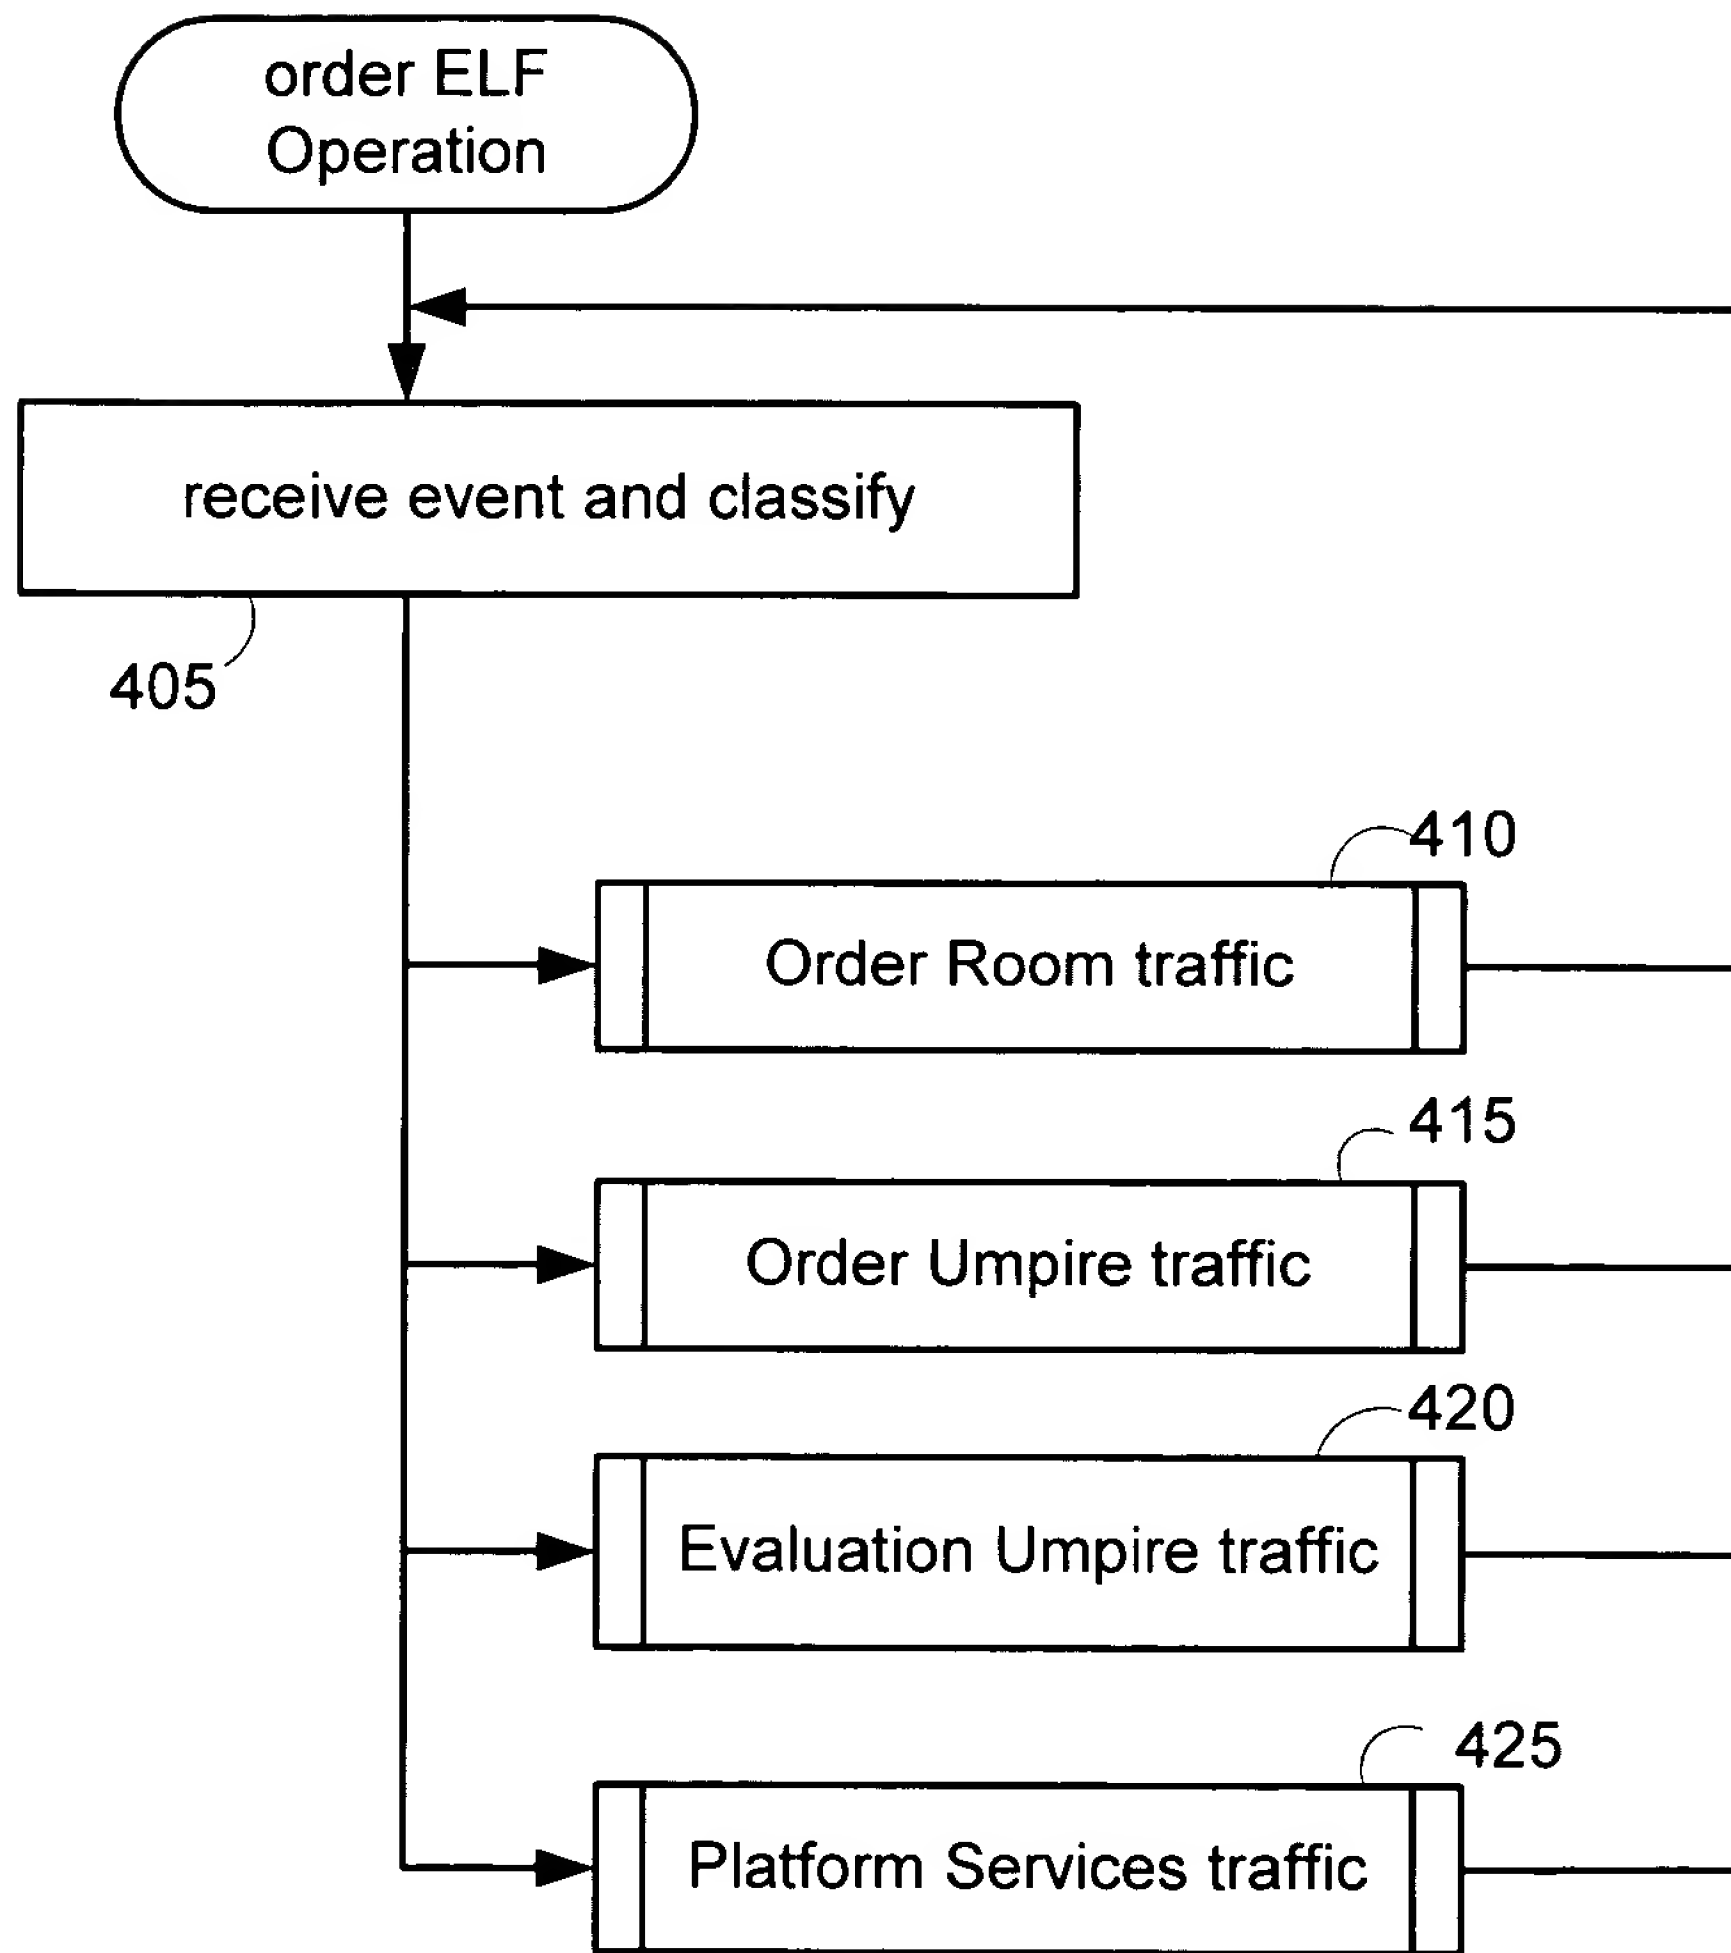 order ELF
Operation
receive event and classify
405
410
Order Room traffic
415
Order Umpire traffic
420
Evaluation Umpire traffic
425
Platform Services traffic